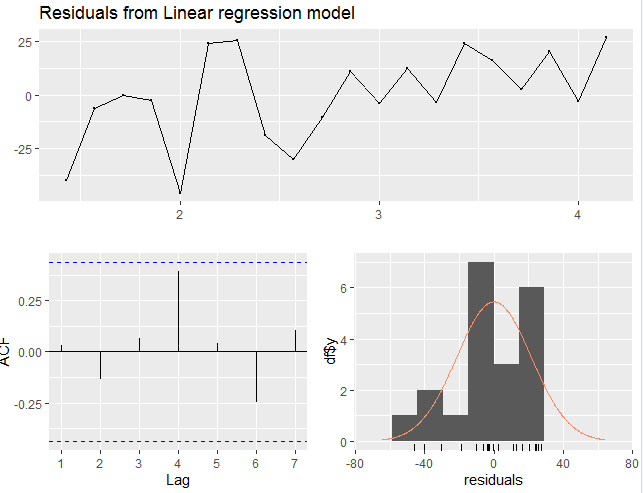 Residuals from Linear regression model
25
0
-25
2
3
4
0.25
0.00
-0.25
ACF
1 2 3 4 5 6 7
Lag
6
4
2
0
df$y
-80 -40 0 40 80
residuals